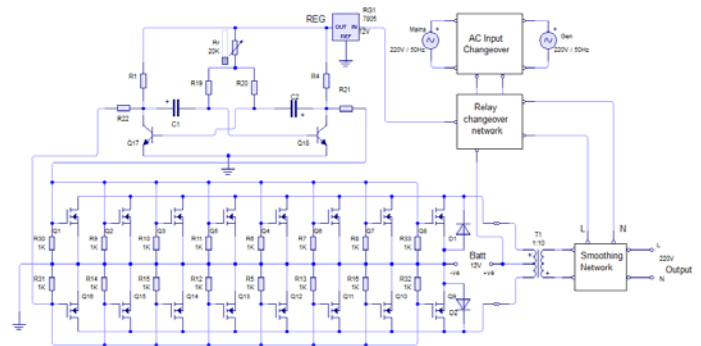 REG
RG1
7805
OUT IN
REF
12V
Mains
220V / 50Hz
AC Input
Changeover
Gen
220V / 50Hz
Rv
20K
R1
R19
R20
R4
R22
C1
C2
R21
Q17
Q18
Relay
changeover
network
Q1
Q2
Q3
Q5
Q4
Q6
Q7
Q8
R30
1K
R9
1K
R10
1K
R11
1K
R6
1K
R7
1K
R8
1K
R33
1K
D1
Batt
12V
-ve
+ve
T1
1:10
L
N
Smoothing
Network
L
220V
N
Output
R31
1K
R14
1K
R15
1K
R12
1K
R5
1K
R13
1K
R16
1K
R32
1K
Q16
Q15
Q14
Q13
Q12
Q11
Q10
Q9
D2